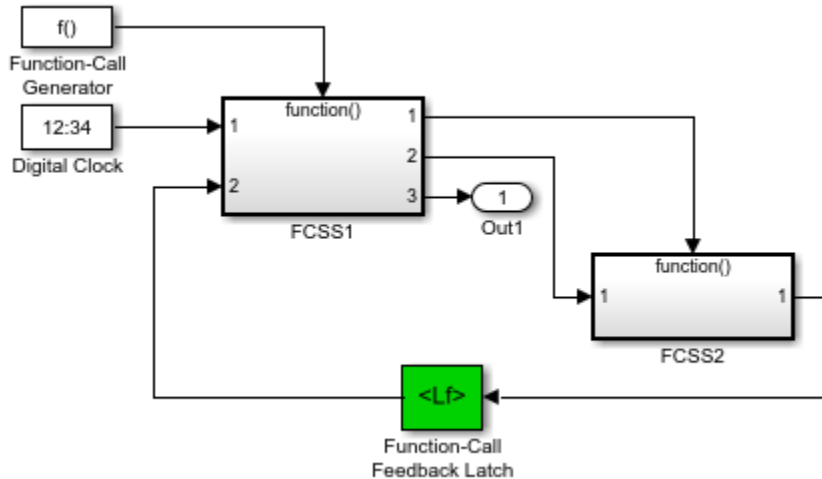 f()
Function-Call
Generator
12:34
Digital Clock
function()
1
2
1
2
3
FCSS1
1
Out1
function()
1
1
FCSS2
<Lf>
Function-Call
Feedback Latch